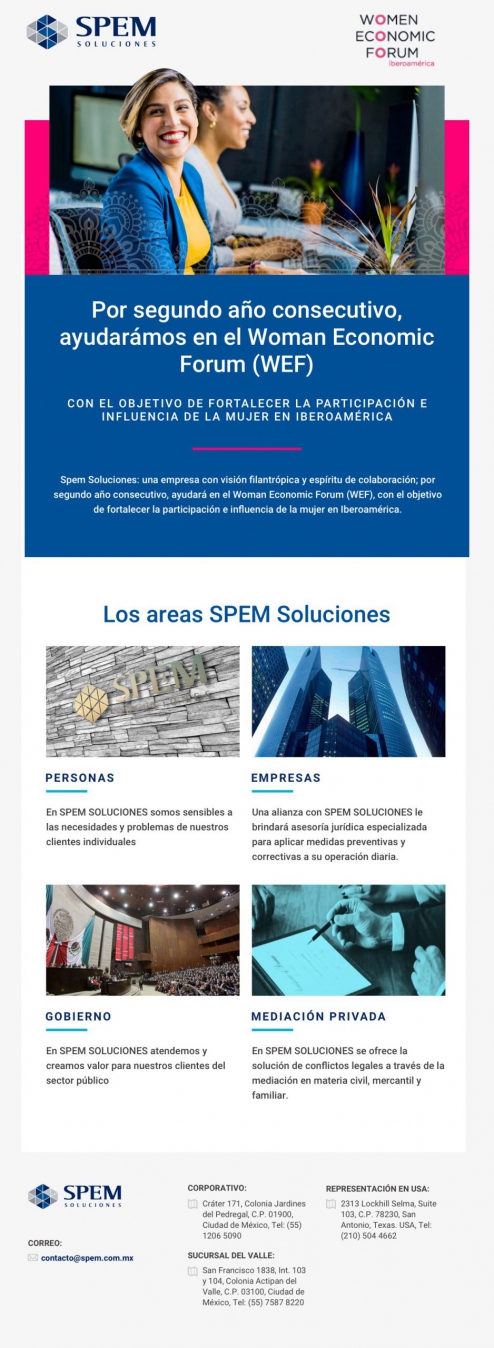 SPEM
SOLUCIONES
WOMEN
ECONOMIC
FORUM
iberoamérica
Por segundo año consecutivo,
ayudarámos en el Woman Economic
Forum (WEF)
CON EL OBJETIVO DE FORTALECER LA PARTICIPACIÓN E
INFLUENCIA DE LA MUJER EN IBEROAMÉRICA
Spem Soluciones: una empresa con visión filantrópica y espíritu de colaboración; por
segundo año consecutivo, ayudará en el Woman Economic Forum (WEF), con el objetivo
de fortalecer la participación e influencia de la mujer en Iberoamérica.
Los areas SPEM Soluciones
SPEM
PERSONAS
En SPEM SOLUCIONES somos sensibles a
las necesidades y problemas de nuestros
clientes individuales
EMPRESAS
Una alianza con SPEM SOLUCIONES le
brindará asesoría jurídica especializada
para aplicar medidas preventivas y
correctivas a su operación diaria.
GOBIERNO
En SPEM SOLUCIONES atendemos y
creamos valor para nuestros clientes del
sector público
MEDIACIÓN PRIVADA
En SPEM SOLUCIONES se ofrece la
solución de conflictos legales a través de la
mediación en materia civil, mercantil y
familiar.
SPEM
SOLUCIONES
CORREO:
contacto@spem.com.mx
CORPORATIVO:
Cráter 171, Colonia Jardines
del Pedregal, C.P. 01900,
Ciudad de México, Tel: (55)
1206 5090
SUCURSAL DEL VALLE:
San Francisco 1838, Int. 103
y 104, Colonia Actipan del
Valle, C.P. 03100, Ciudad de
México, Tel: (55) 7587 8220
REPRESENTACIÓN EN USA:
2313 Lockhill Selma, Suite
103, C.P. 78230, San
Antonio, Texas. USA, Tel:
(210) 504 4662